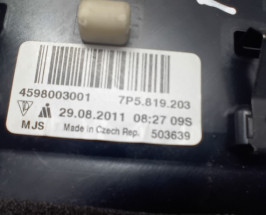 4598003001 7P5.819.203
29.08.2011 08:27 09S
MJS Made in Czech Rep. 503639